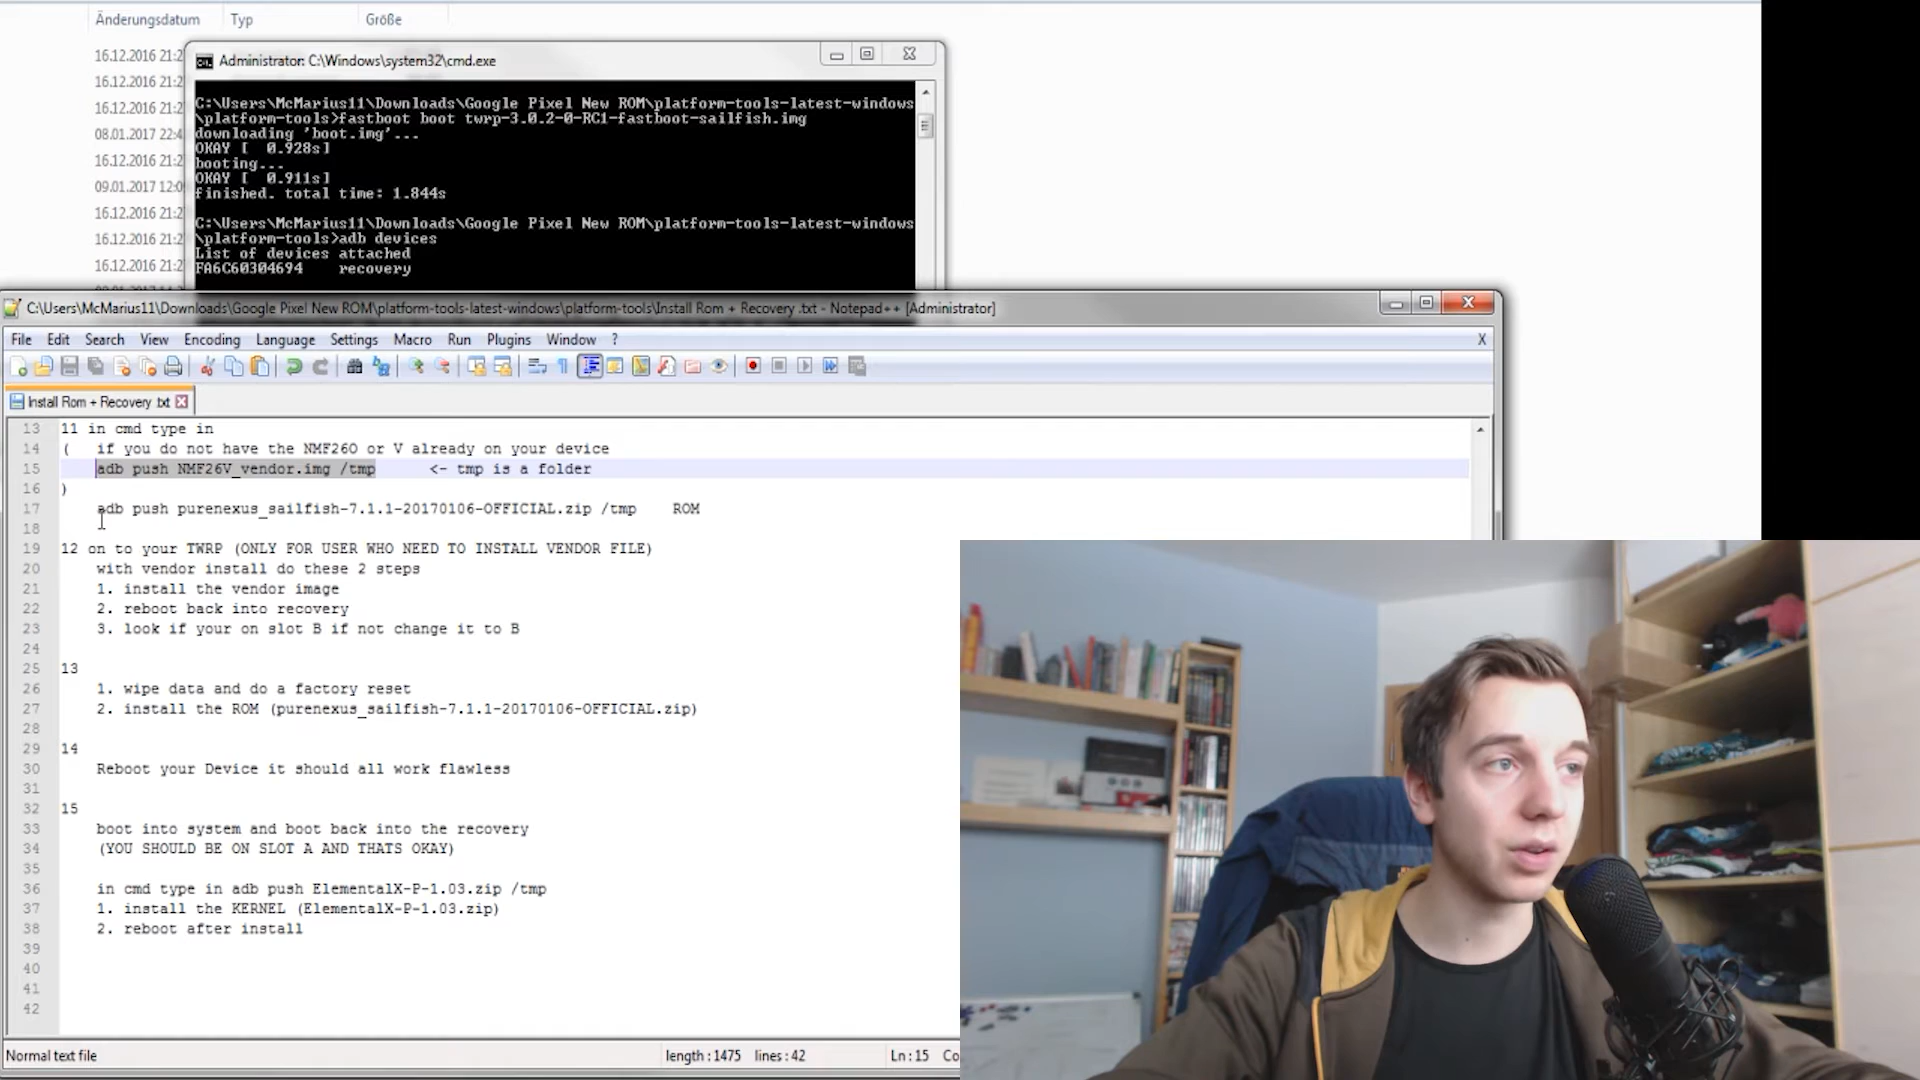 Änderungsdatum Typ Größe
16.12.2016 21:2
16.12.2016 21:2
16.12.2016 21:2
08.01.2017 22:4
16.12.2016 21:2
09.01.2017 12:0
16.12.2016 21:2
16.12.2016 21:2
16.12.2016 21:2
Administrator: C:\Windows\system32\cmd.exe
C:\Users\McMarius11\Downloads\Google Pixel New ROM\platform-tools-latest-windows
\platform-tools>fastboot boot twrp-3.0.2-0-RC1-fastboot-sailfish.img
downloading 'boot.img'...
OKAY [  0.928s]
booting...
OKAY [  0.911s]
finished. total time: 1.844s
C:\Users\McMarius11\Downloads\Google Pixel New ROM\platform-tools-latest-windows
\platform-tools>adb devices
List of devices attached
FA6C60304694    recovery
C:\Users\McMarius11\Downloads\Google Pixel New ROM\platform-tools-latest-windows\platform-tools\Install Rom + Recovery .txt - Notepad++ [Administrator]
File Edit Search View Encoding Language Settings Macro Run Plugins Window ? X
Install Rom + Recovery .txt
13 11 in cmd type in
14 (   if you do not have the NMF26O or V already on your device
15 adb push NMF26V_vendor.img /tmp      <- tmp is a folder
16 )
17 adb push purenexus_sailfish-7.1.1-20170106-OFFICIAL.zip /tmp    ROM
18
19 12 on to your TWRP (ONLY FOR USER WHO NEED TO INSTALL VENDOR FILE)
20 with vendor install do these 2 steps
21 1. install the vendor image
22 2. reboot back into recovery
23 3. look if your on slot B if not change it to B
24
25 13
26 1. wipe data and do a factory reset
27 2. install the ROM (purenexus_sailfish-7.1.1-20170106-OFFICIAL.zip)
28
29 14
30 Reboot your Device it should all work flawless
31
32 15
33 boot into system and boot back into the recovery
34 (YOU SHOULD BE ON SLOT A AND THATS OKAY)
35
36 in cmd type in adb push ElementalX-P-1.03.zip /tmp
37 1. install the KERNEL (ElementalX-P-1.03.zip)
38 2. reboot after install
39
40
41
42
Normal text file length : 1475 lines : 42 Ln : 15 Co